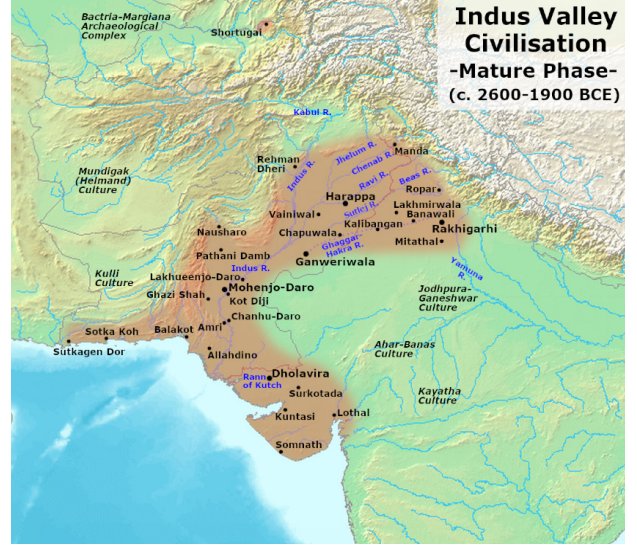 Indus Valley
Civilisation
-Mature Phase-
(c. 2600-1900 BCE)
Bactria-Margiana
Archaeological
Complex
Shortugai
Kabul R.
Rehman
Dheri
Indus R.
Jhelum R.
Manda
Chenab R.
Ravi R.
Beas R.
Mundigak
(Helmand)
Culture
Harappa
Ropar
Vainiwal
Sutlej R.
Lakhmirwala
Kalibangan
Banawali
Nausharo
Chapuwala
Rakhigarhi
Ghaggar-
Hakra R.
Mitathal
Pathani Damb
Ganweriwala
Kulli
Culture
Indus R.
Yamuna
R.
Lakhueenjo-Daro
Mohenjo-Daro
Ghazi Shah
Kot Diji
Jodhpura-
Ganeshwar
Culture
Chanhu-Daro
Sotka Koh
Balakot
Amri
Sutkagen Dor
Allahdino
Ahar-Banas
Culture
Rann
of Kutch
Dholavira
Surkotada
Kayatha
Culture
Kuntasi
Lothal
Somnath